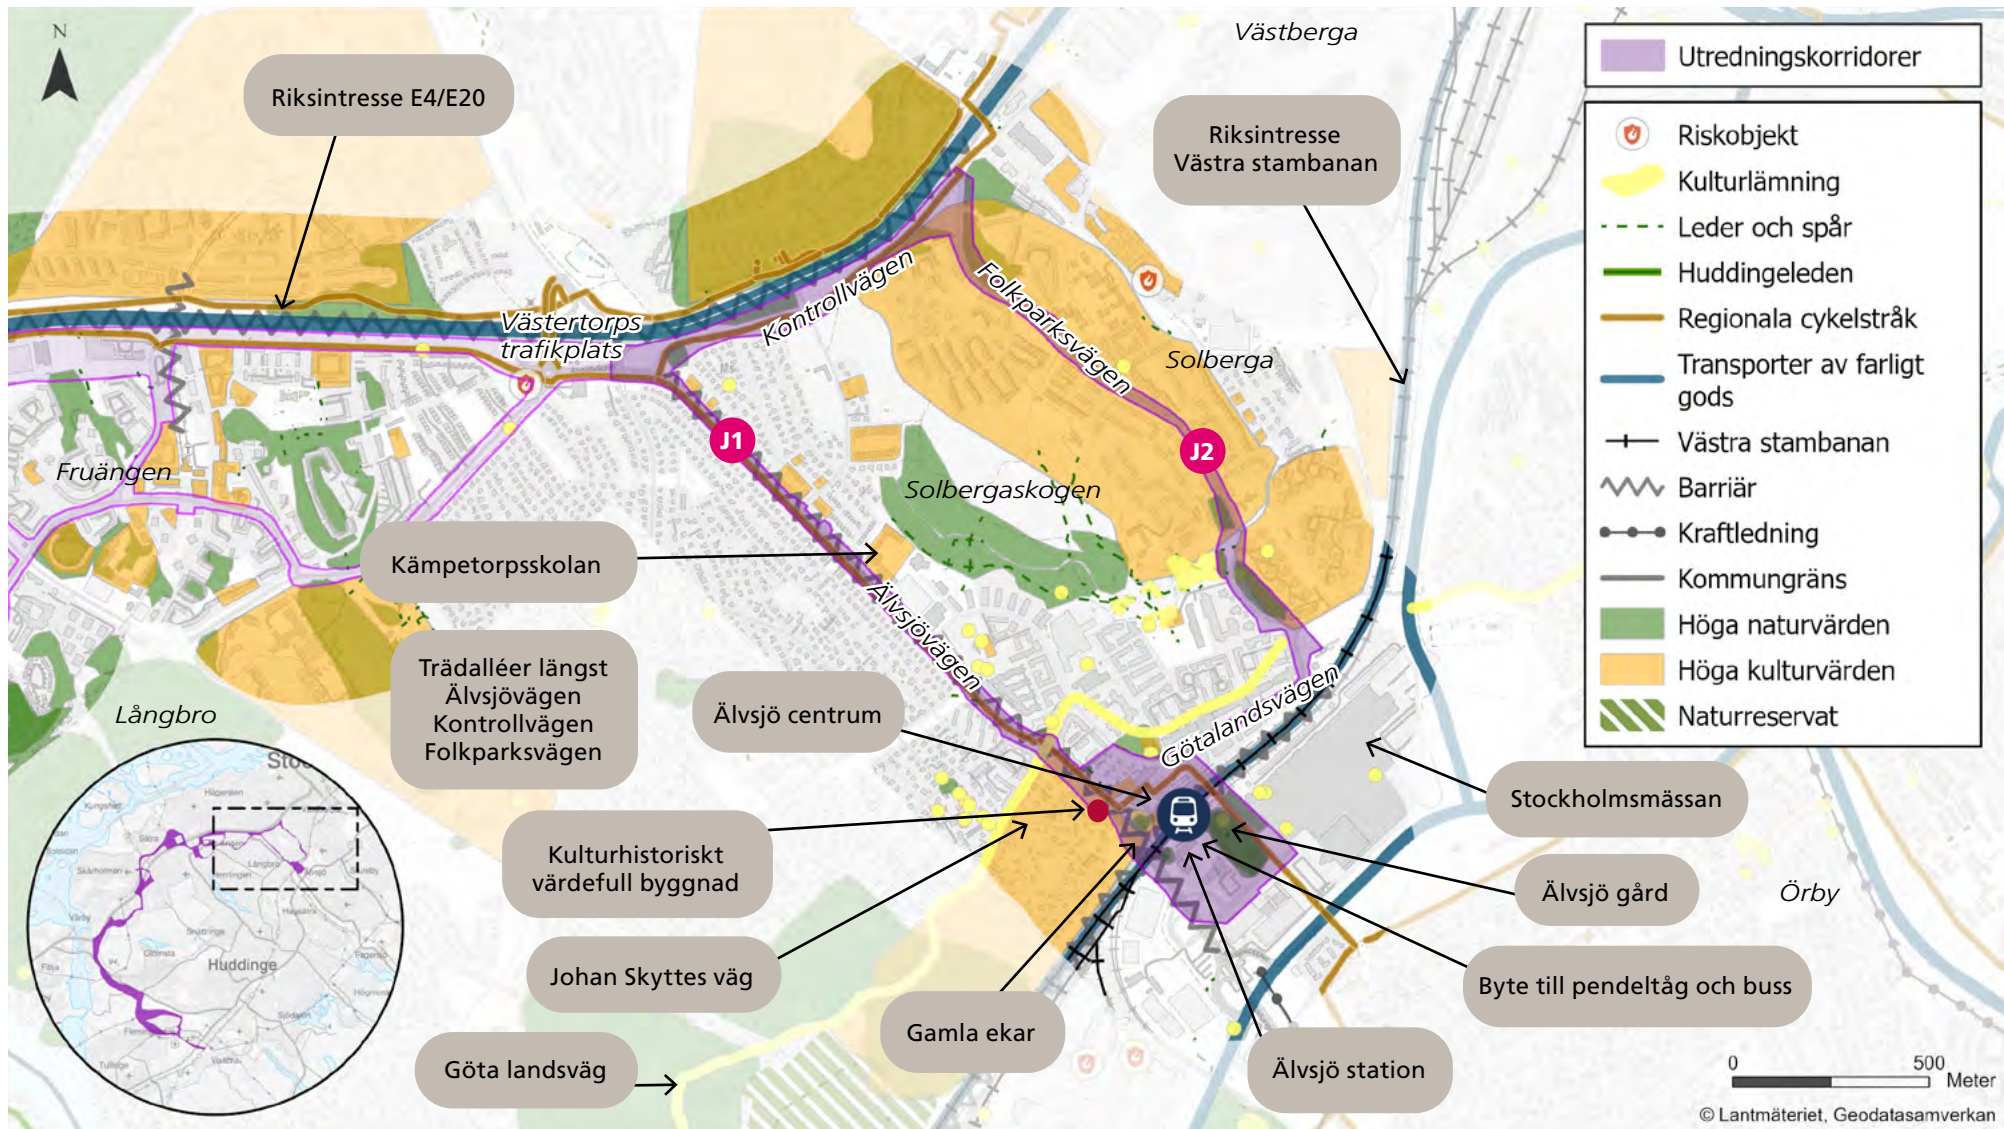 N
Västberga
Riksintresse E4/E20
Riksintresse
Västra stambanan
Utredningskorridorer
Riskobjekt
Kulturlämning
Leder och spår
Huddingeleden
Regionala cykelstråk
Transporter av farligt
gods
Västra stambanan
Barriär
Kraftledning
Kommungräns
Höga naturvärden
Höga kulturvärden
Naturreservat
Kontrollvägen
Folkparksvägen
Västertorps
trafikplats
Solberga
J1
J2
Fruängen
Solbergaskogen
Kämpetorpsskolan
Älvsjövägen
Trädalléer längst
Älvsjövägen
Kontrollvägen
Folkparksvägen
Långbro
Älvsjö centrum
Götalandsvägen
Stockholmsmässan
Kulturhistoriskt
värdefull byggnad
Älvsjö gård
Örby
Johan Skyttes väg
Byte till pendeltåg och buss
Gamla ekar
Göta landsväg
Älvsjö station
Huddinge
0 500
Meter
© Lantmäteriet, Geodatasamverkan